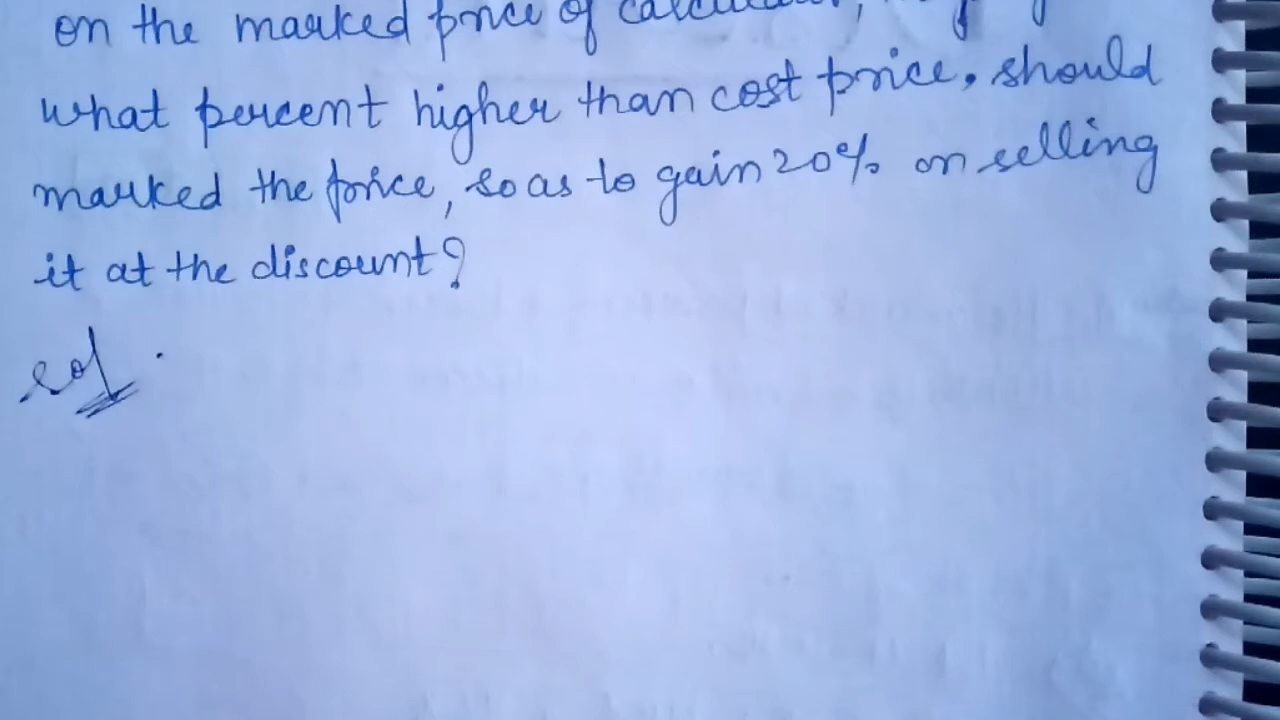 on the marked price of calculator,
what percent higher than cost price, should
marked the price, so as to gain 20% on selling
it at the discount?
sol